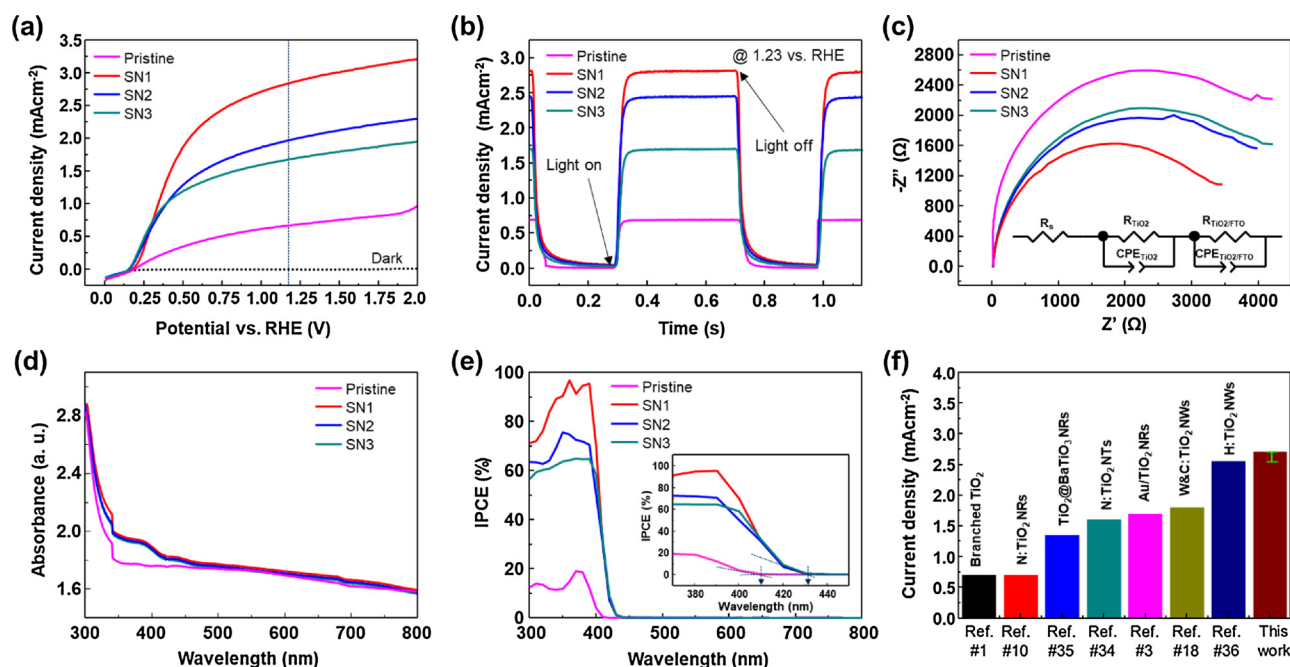 (a)
3.5
3.0
2.5
2.0
1.5
1.0
0.5
0.0
Current density (mAcm-2)
Pristine
SN1
SN2
SN3
Dark
0.0
0.25
0.50
0.75
1.00
1.25
1.50
1.75
2.0
Potential vs. RHE (V)
(b)
3.5
3.0
2.5
2.0
1.5
1.0
0.5
0.0
Current density (mAcm-2)
Pristine
SN1
SN2
SN3
@ 1.23 vs. RHE
Light on
Light off
0.0
0.2
0.4
0.6
0.8
1.0
Time (s)
(c)
2800
2400
2000
1600
1200
800
400
0
-Z" (Ω)
Pristine
SN1
SN2
SN3
Rs
RTiO2
CPETiO2
RTiO2/FTO
CPETiO2/FTO
0
1000
2000
3000
4000
Z' (Ω)
(d)
2.8
2.4
2.0
1.6
Absorbance (a. u.)
Pristine
SN1
SN2
SN3
300
400
500
600
700
800
Wavelength (nm)
(e)
100
80
60
40
20
0
IPCE (%)
Pristine
SN1
SN2
SN3
100
80
60
40
20
0
IPCE (%)
380
400
420
440
Wavelength (nm)
300
400
500
600
700
800
Wavelength (nm)
(f)
4.0
3.5
3.0
2.5
2.0
1.5
1.0
0.5
0.0
Current density (mAcm-2)
Branched TiO2
N:TiO2 NRs
TiO2@BaTiO3 NRs
N:TiO2 NTs
Au/TiO2 NRs
W&C:TiO2 NWs
H:TiO2 NWs
Ref. #1
Ref. #10
Ref. #35
Ref. #34
Ref. #3
Ref. #18
Ref. #36
This work